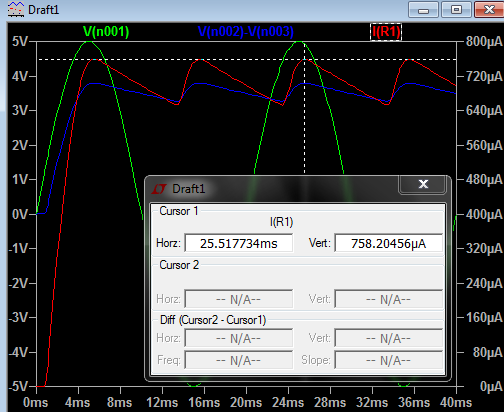 Draft1
V(n001) V(n002)-V(n003) I(R1)
5V 800µA
4V 720µA
3V 640µA
2V 560µA
1V 480µA
0V 400µA
-1V 320µA
-2V 240µA
-3V 160µA
-4V 80µA
-5V 0µA
0ms 4ms 8ms 12ms 16ms 20ms 24ms 28ms 32ms 36ms 40ms
Draft1
Cursor 1
I(R1)
Horz: 25.517734ms Vert: 758.20456µA
Cursor 2
Horz: -- N/A-- Vert: -- N/A--
Diff (Cursor2 - Cursor1)
Horz: -- N/A-- Vert: -- N/A--
Freq: -- N/A-- Slope: -- N/A--